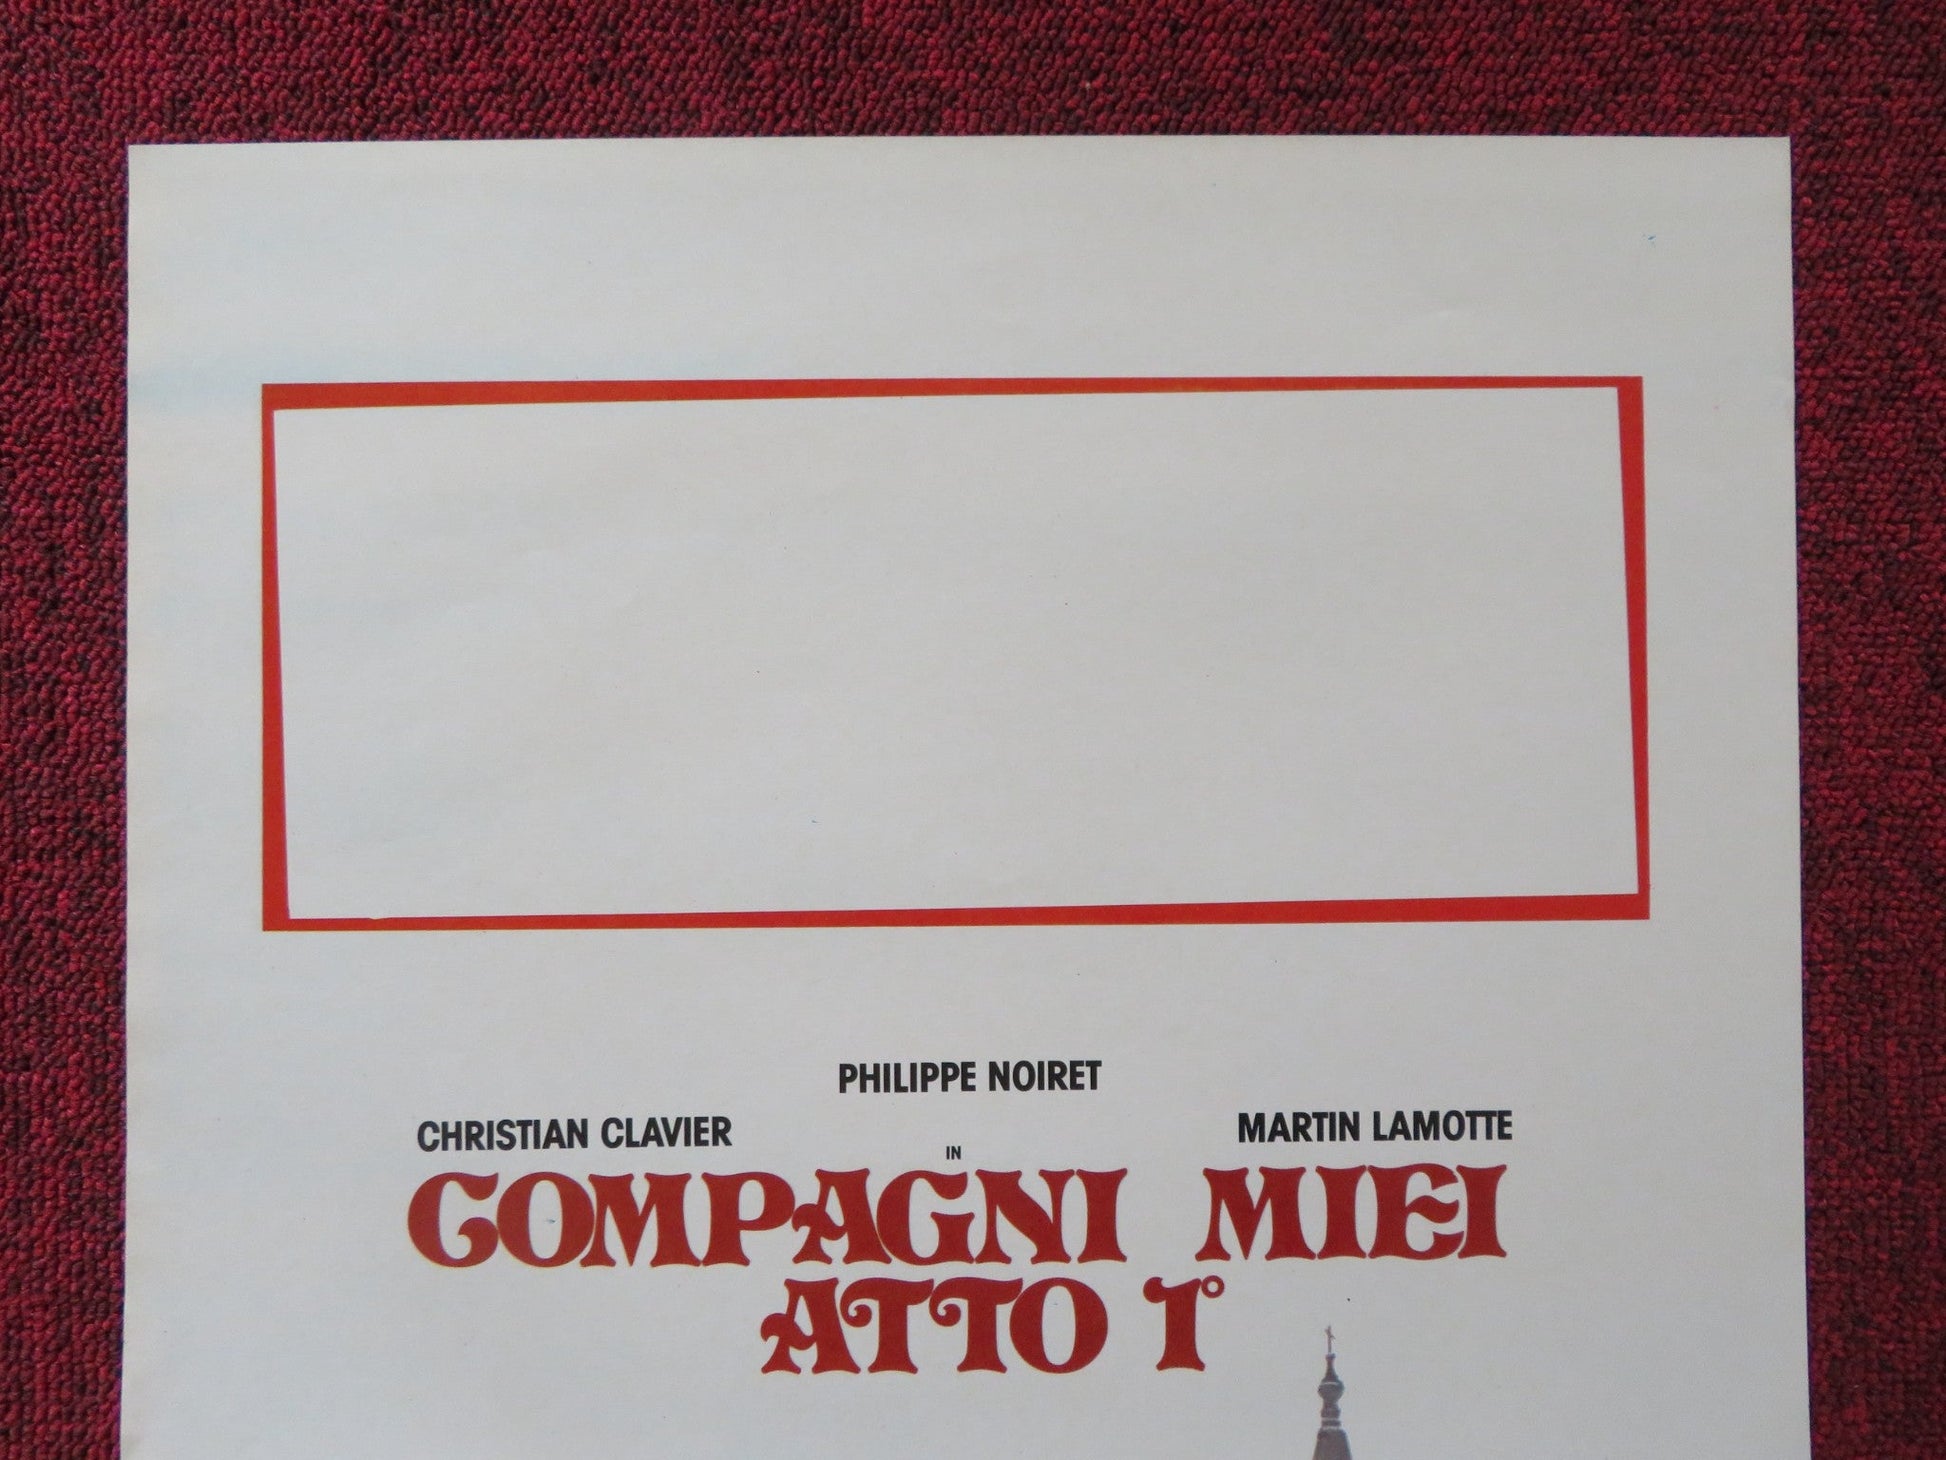 PHILIPPE NOIRET
CHRISTIAN CLAVIER MARTIN LAMOTTE
IN
COMPAGNI MIEI
ATTO 1°